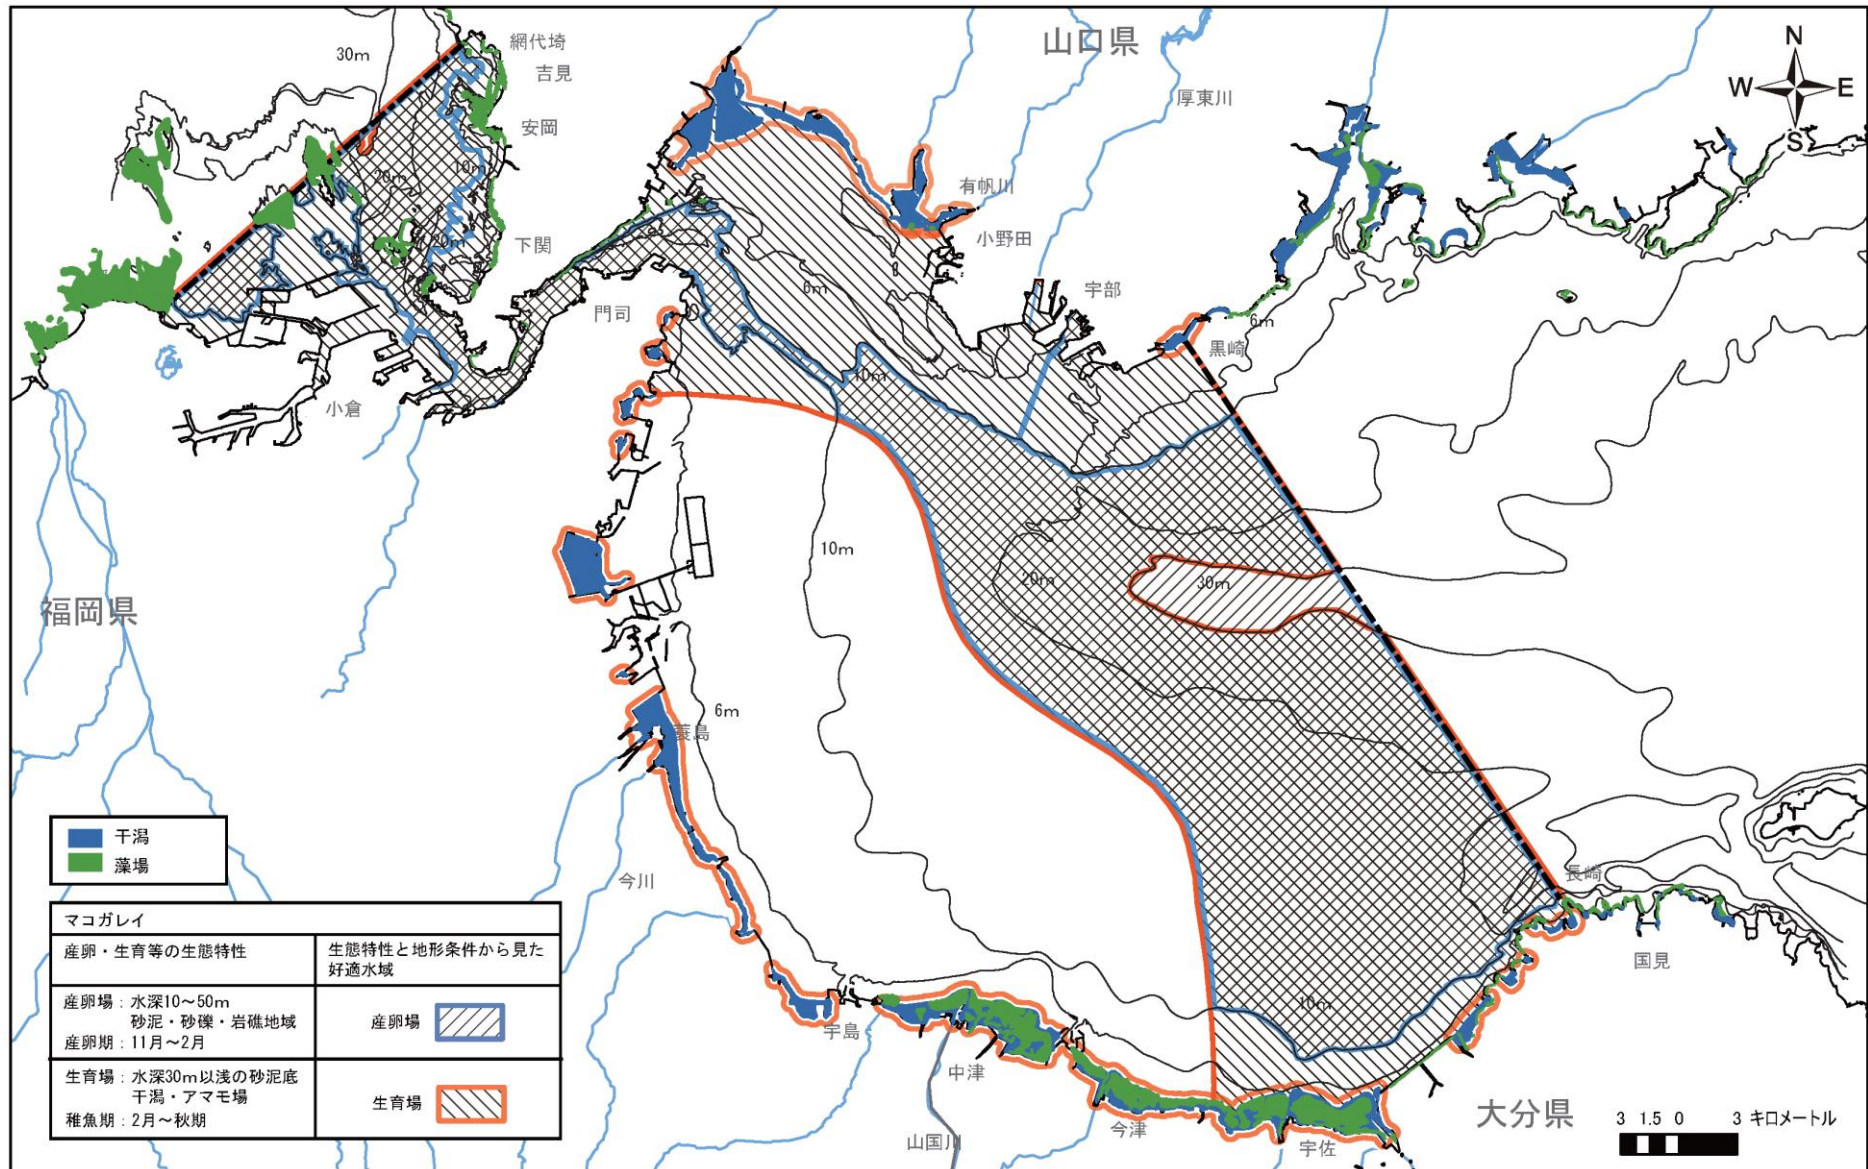 山口県
N
W
E
S
網代埼
30m
吉見
厚東川
安岡
20m
10m
有帆川
20m
下関
小野田
6m
宇部
門司
6m
黒崎
10m
小倉
10m
20m
30m
福岡県
6m
蓑島
干潟
藻場
今川
長崎
国見
10m
宇島
中津
今津
山国川
宇佐
大分県
3 1.5 0 3 キロメートル
マコガレイ
産卵・生育等の生態特性
生態特性と地形条件から見た
好適水域
産卵場：水深10～50m
砂泥・砂礫・岩礁地域
産卵期：11月～2月
産卵場
生育場：水深30m以浅の砂泥底
干潟・アマモ場
稚魚期：2月～秋期
生育場